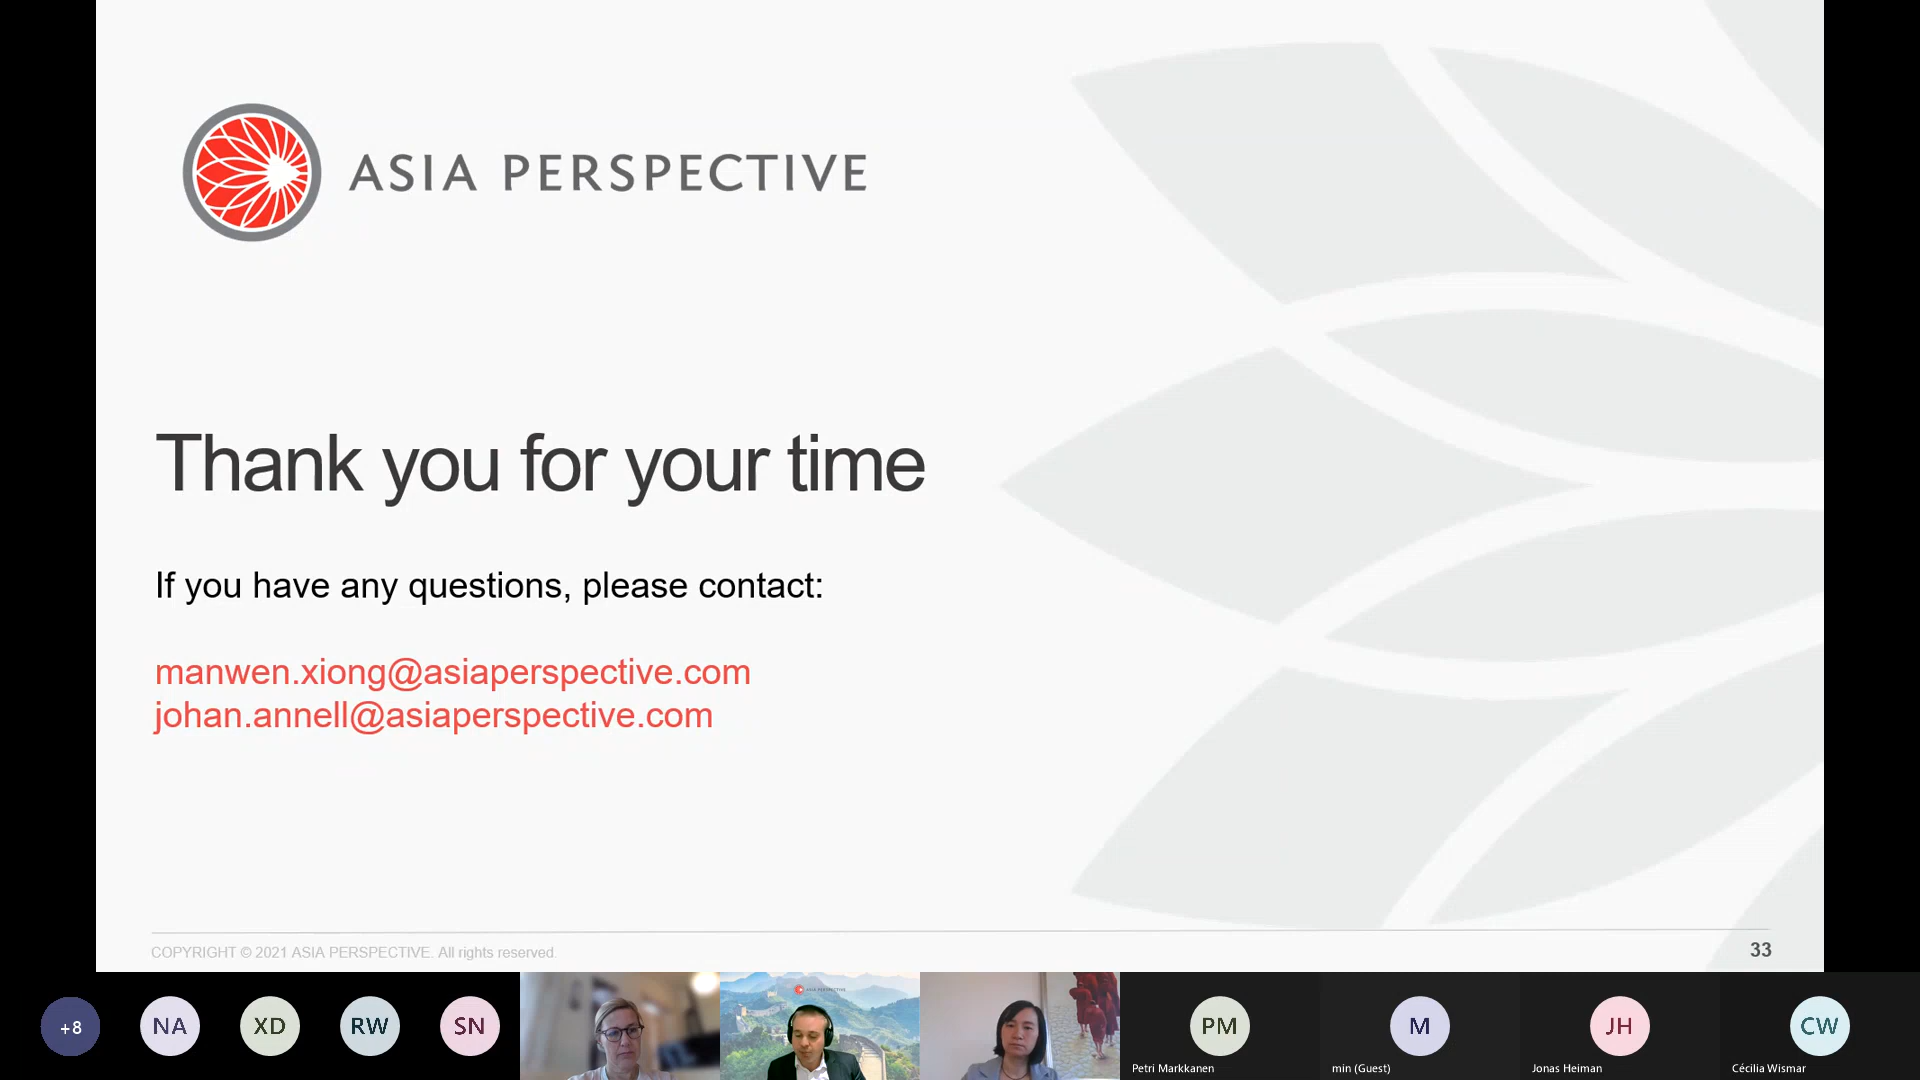 ASIA PERSPECTIVE
Thank you for your time
If you have any questions, please contact:
manwen.xiong@asiaperspective.com
johan.annell@asiaperspective.com
COPYRIGHT © 2021 ASIA PERSPECTIVE. All rights reserved.
33
+8
NA
XD
RW
SN
ASIA PERSPECTIVE
PM
M
JH
CW
Petri Markkanen
min (Guest)
Jonas Heiman
Cécilia Wismar